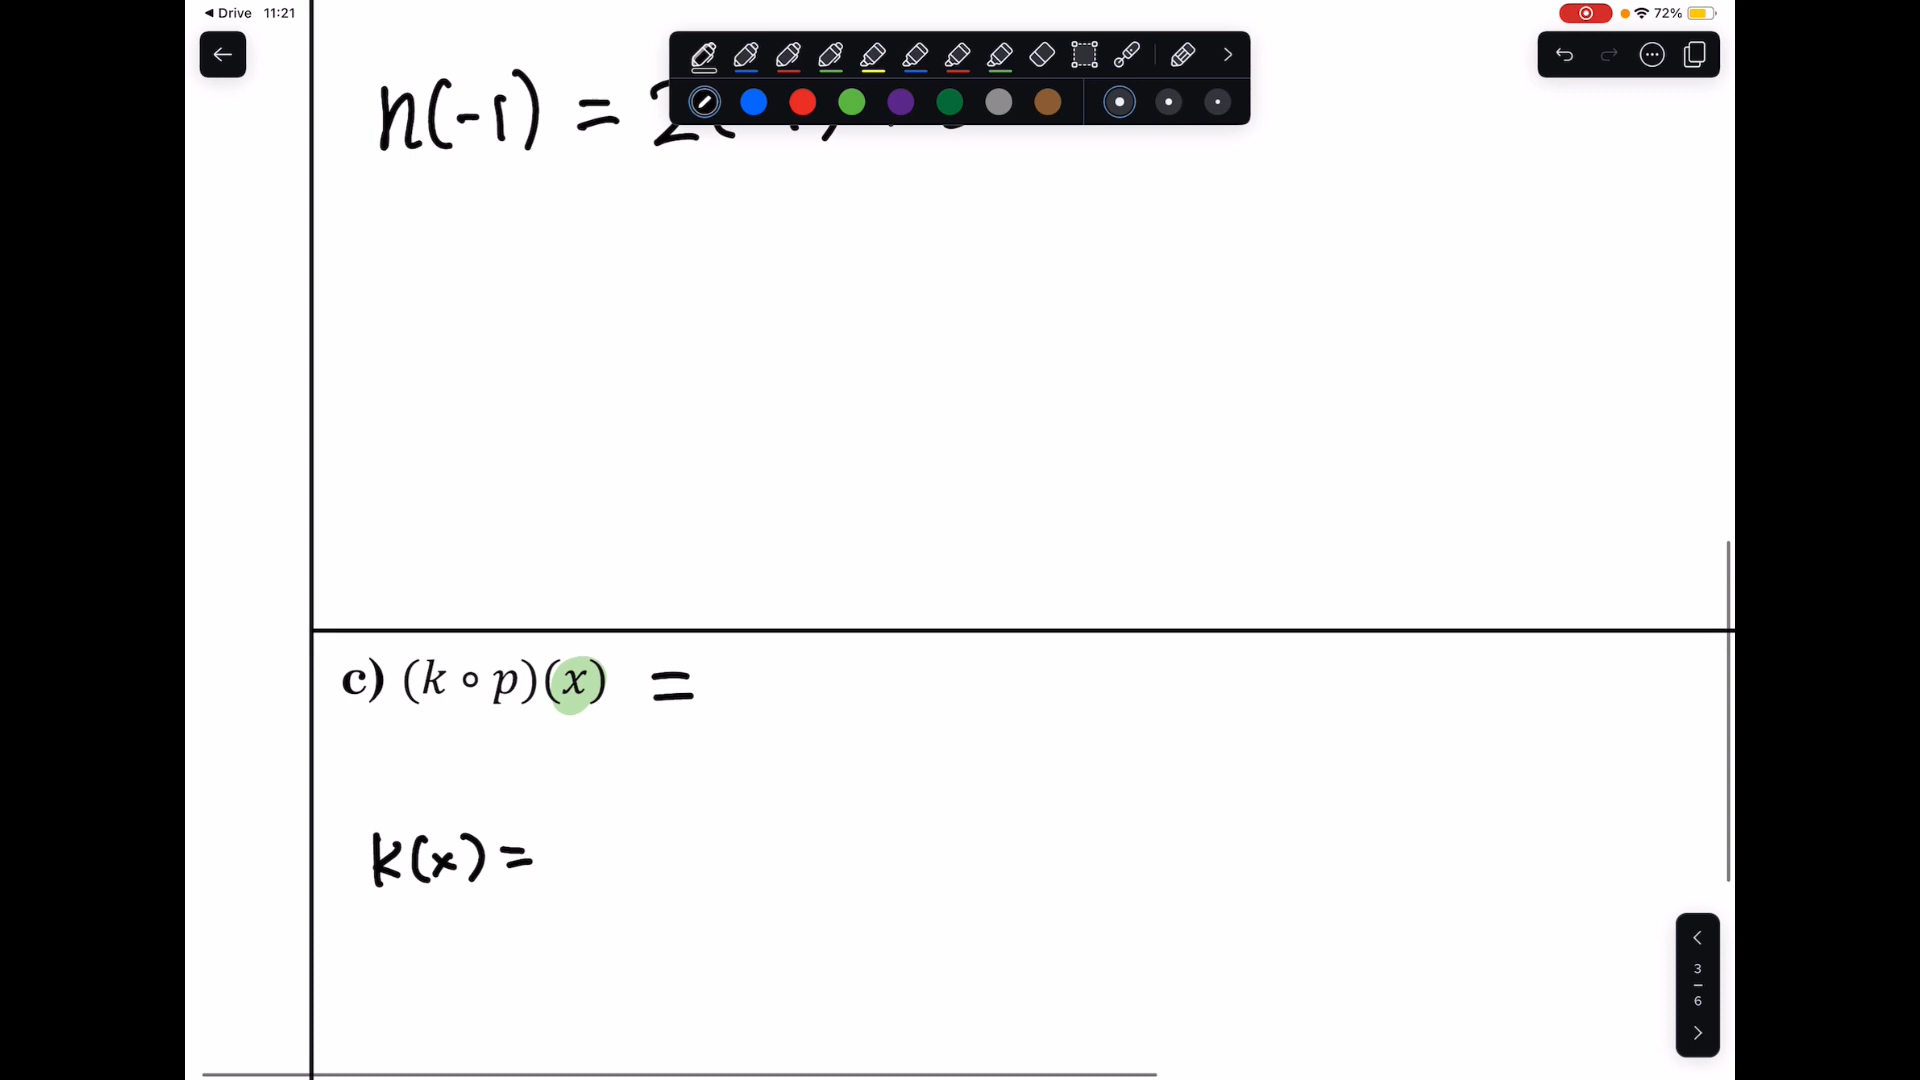 ◀ Drive 11:21
72%
n(-1) = 2(
c) (k ∘ p)(x) =
k(x) =
3
6